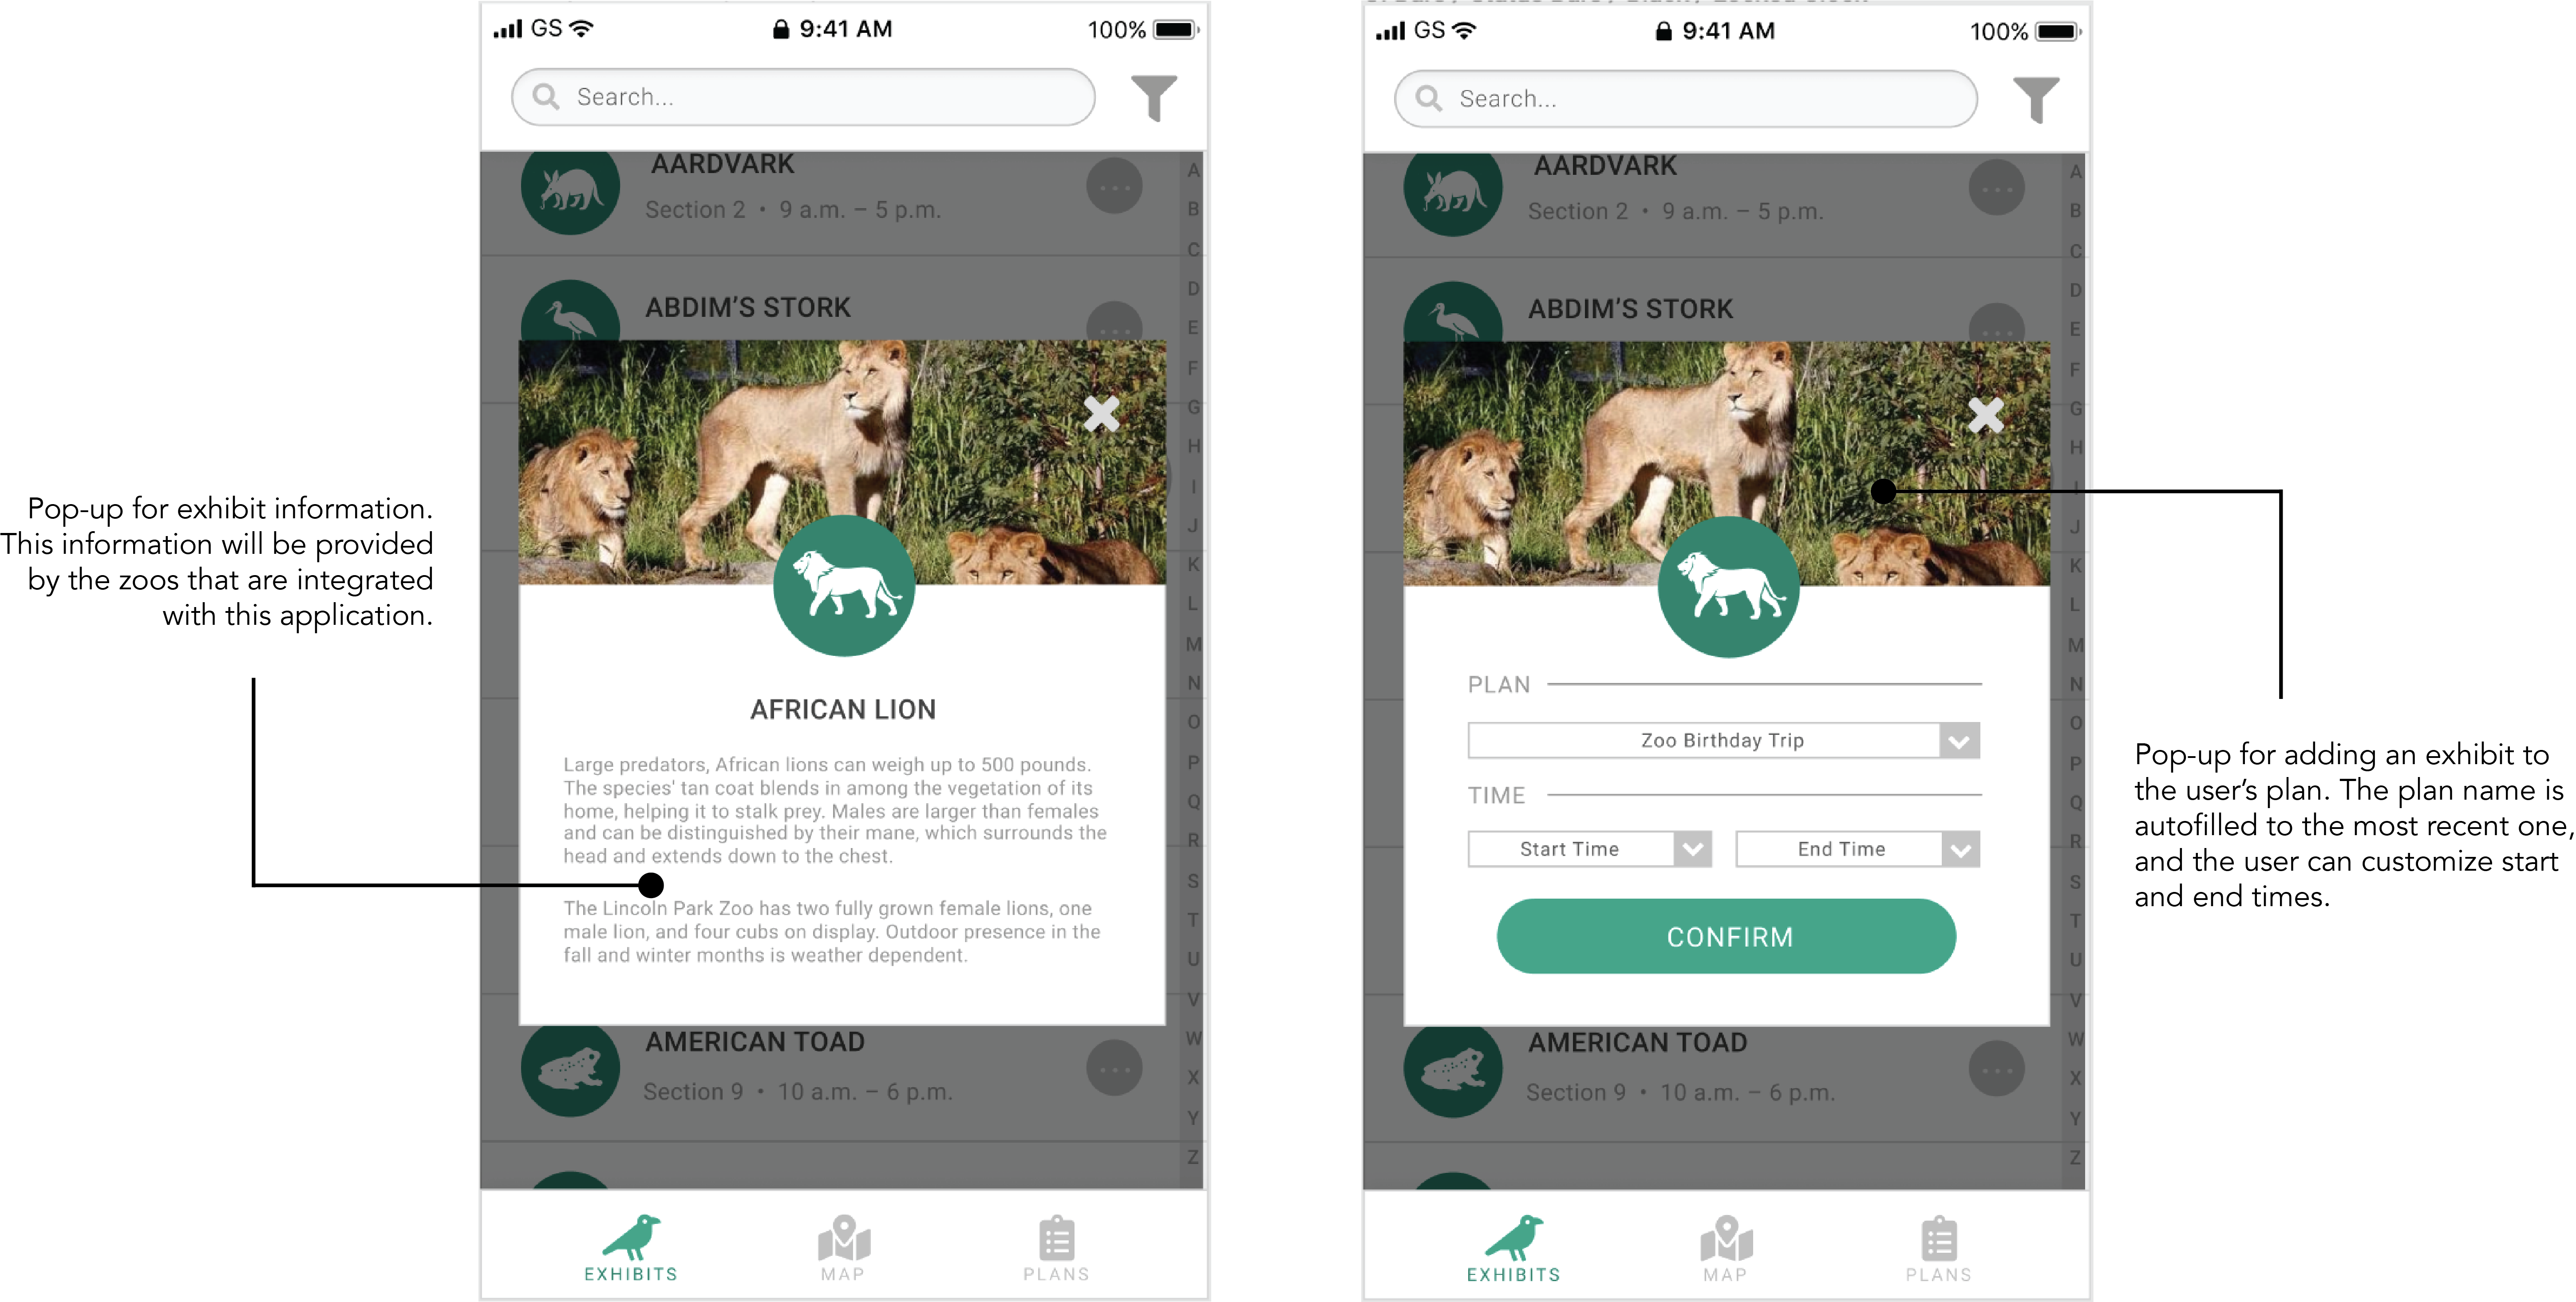 Pop-up for exhibit information.
This information will be provided
by the zoos that are integrated
with this application.
GS
9:41 AM
100%
Search...
AARDVARK
Section 2 • 9 a.m. – 5 p.m.
ABDIM’S STORK
AFRICAN LION
Large predators, African lions can weigh up to 500 pounds.
The species' tan coat blends in among the vegetation of its
home, helping it to stalk prey. Males are larger than females
and can be distinguished by their mane, which surrounds the
head and extends down to the chest.
The Lincoln Park Zoo has two fully grown female lions, one
male lion, and four cubs on display. Outdoor presence in the
fall and winter months is weather dependent.
AMERICAN TOAD
Section 9 • 10 a.m. – 6 p.m.
A
B
C
D
E
F
G
H
I
J
K
L
M
N
O
P
Q
R
S
T
U
V
W
X
Y
Z
EXHIBITS
MAP
PLANS
GS
9:41 AM
100%
Search...
AARDVARK
Section 2 • 9 a.m. – 5 p.m.
ABDIM’S STORK
PLAN
Zoo Birthday Trip
TIME
Start Time
End Time
CONFIRM
AMERICAN TOAD
Section 9 • 10 a.m. – 6 p.m.
A
B
C
D
E
F
G
H
I
J
K
L
M
N
O
P
Q
R
S
T
U
V
W
X
Y
Z
EXHIBITS
MAP
PLANS
Pop-up for adding an exhibit to
the user’s plan. The plan name is
autofilled to the most recent one,
and the user can customize start
and end times.